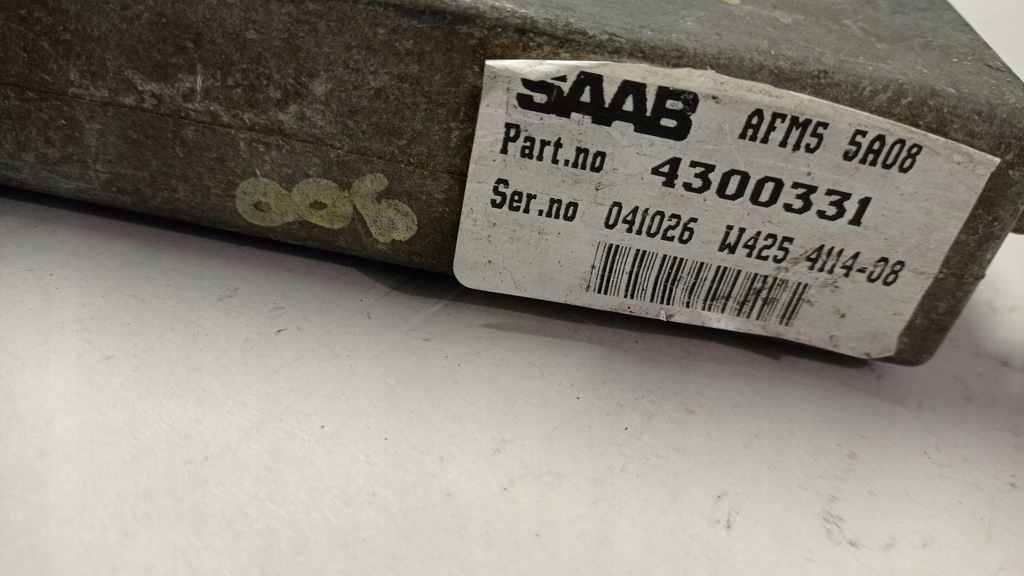 SAAB AFM5 5A08
Part.no 4300331
Ser.no 041026 W425 4114-08